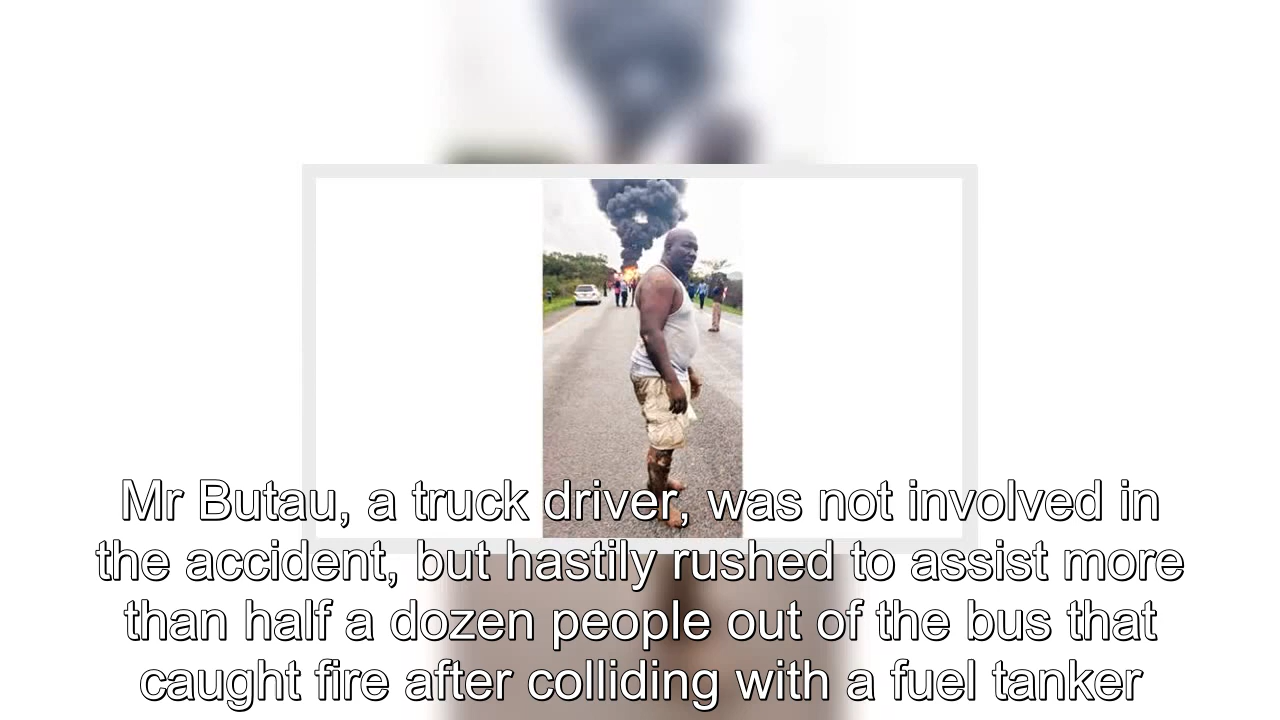 Mr Butau, a truck driver, was not involved in
the accident, but hastily rushed to assist more
than half a dozen people out of the bus that
caught fire after colliding with a fuel tanker